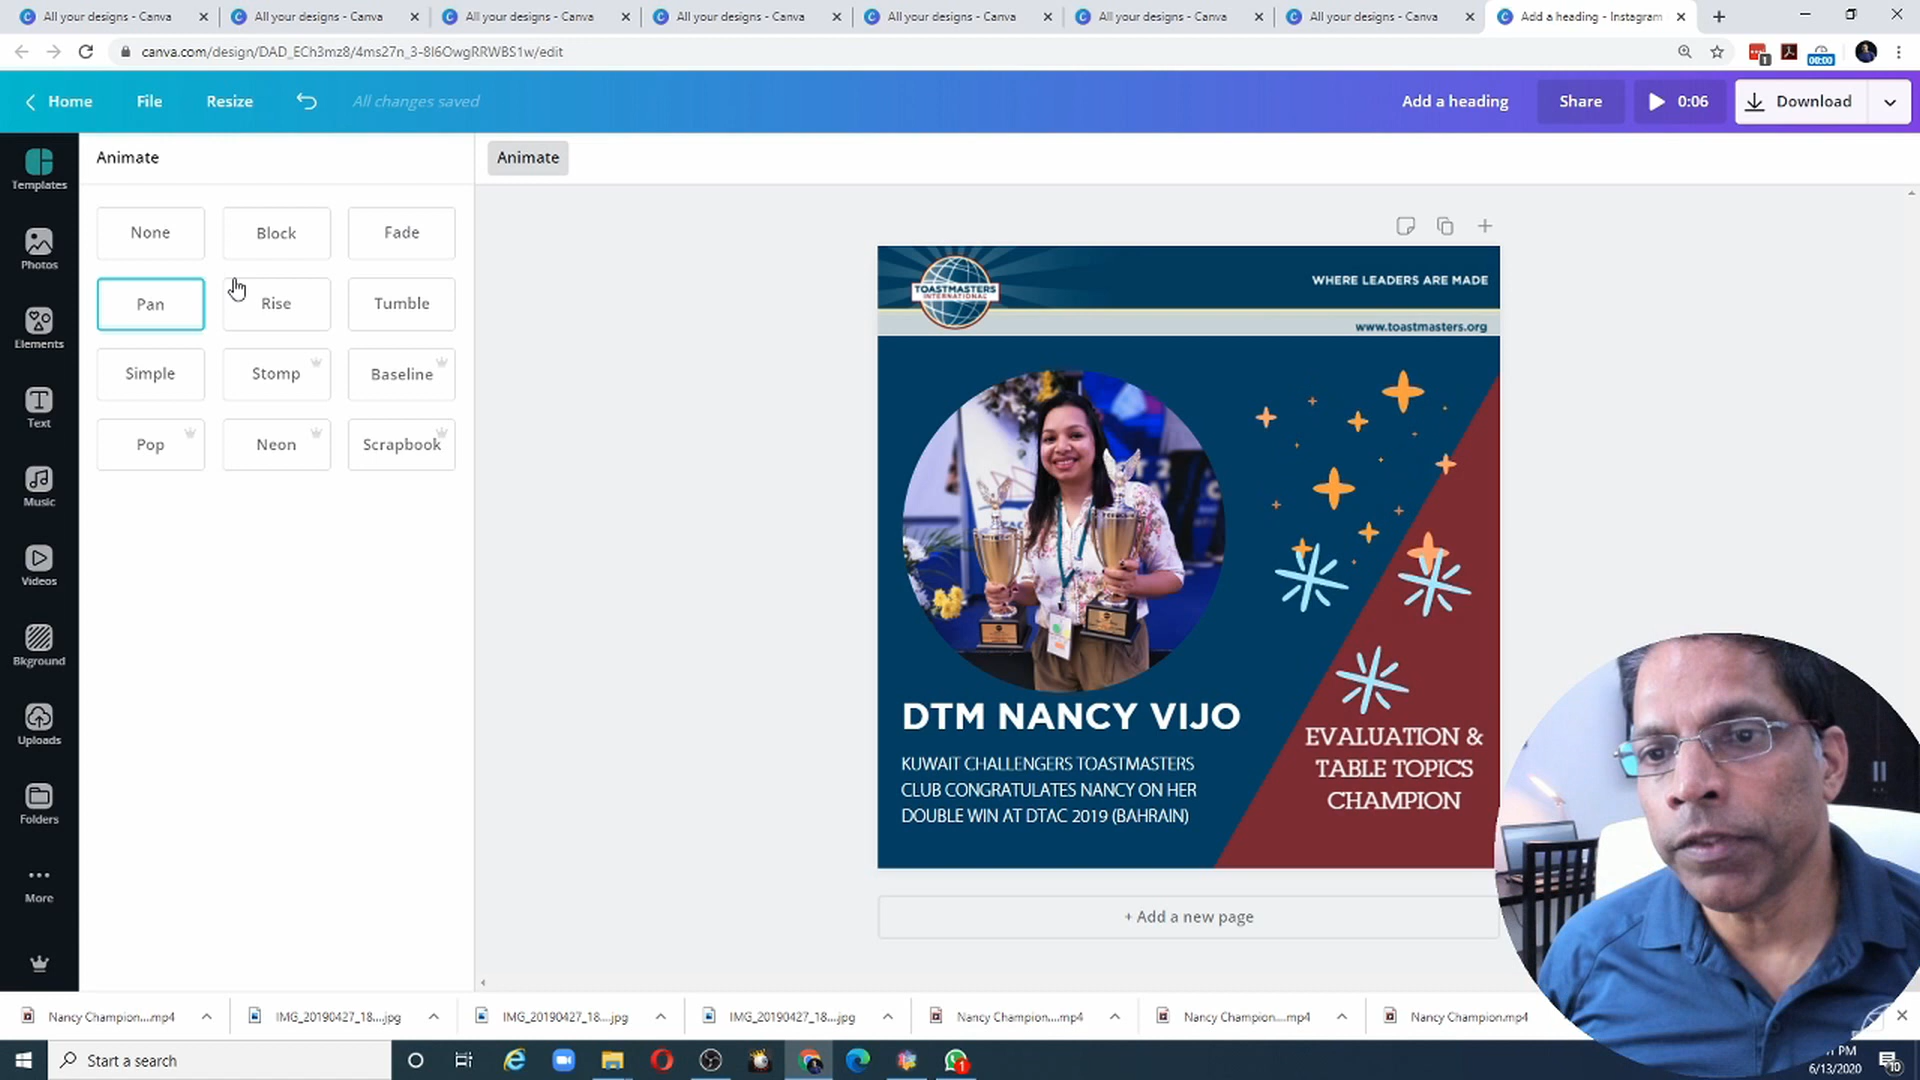 All your designs - Canva
All your designs - Canva
All your designs - Canva
All your designs - Canva
All your designs - Canva
All your designs - Canva
All your designs - Canva
Add a heading - Instagram
canva.com/design/DAD_ECh3mz8/4ms27n_3-8I6OwgRRWBS1w/edit
1
00:00
Home
File
Resize
All changes saved
Add a heading
Share
0:06
Download
Templates
Photos
Elements
Text
Music
Videos
Bkground
Uploads
Folders
More
Animate
None
Block
Fade
Pan
Rise
Tumble
Simple
Stomp
Baseline
Pop
Neon
Scrapbook
Animate
TOASTMASTERS
INTERNATIONAL
WHERE LEADERS ARE MADE
www.toastmasters.org
DTM NANCY VIJO
KUWAIT CHALLENGERS TOASTMASTERS
CLUB CONGRATULATES NANCY ON HER
DOUBLE WIN AT DTAC 2019 (BAHRAIN)
EVALUATION &
TABLE TOPICS
CHAMPION
+ Add a new page
Nancy Champion....mp4
IMG_20190427_18....jpg
IMG_20190427_18....jpg
IMG_20190427_18....jpg
Nancy Champion....mp4
Nancy Champion....mp4
Nancy Champion.mp4
Start a search
1
PM
6/13/2020
10